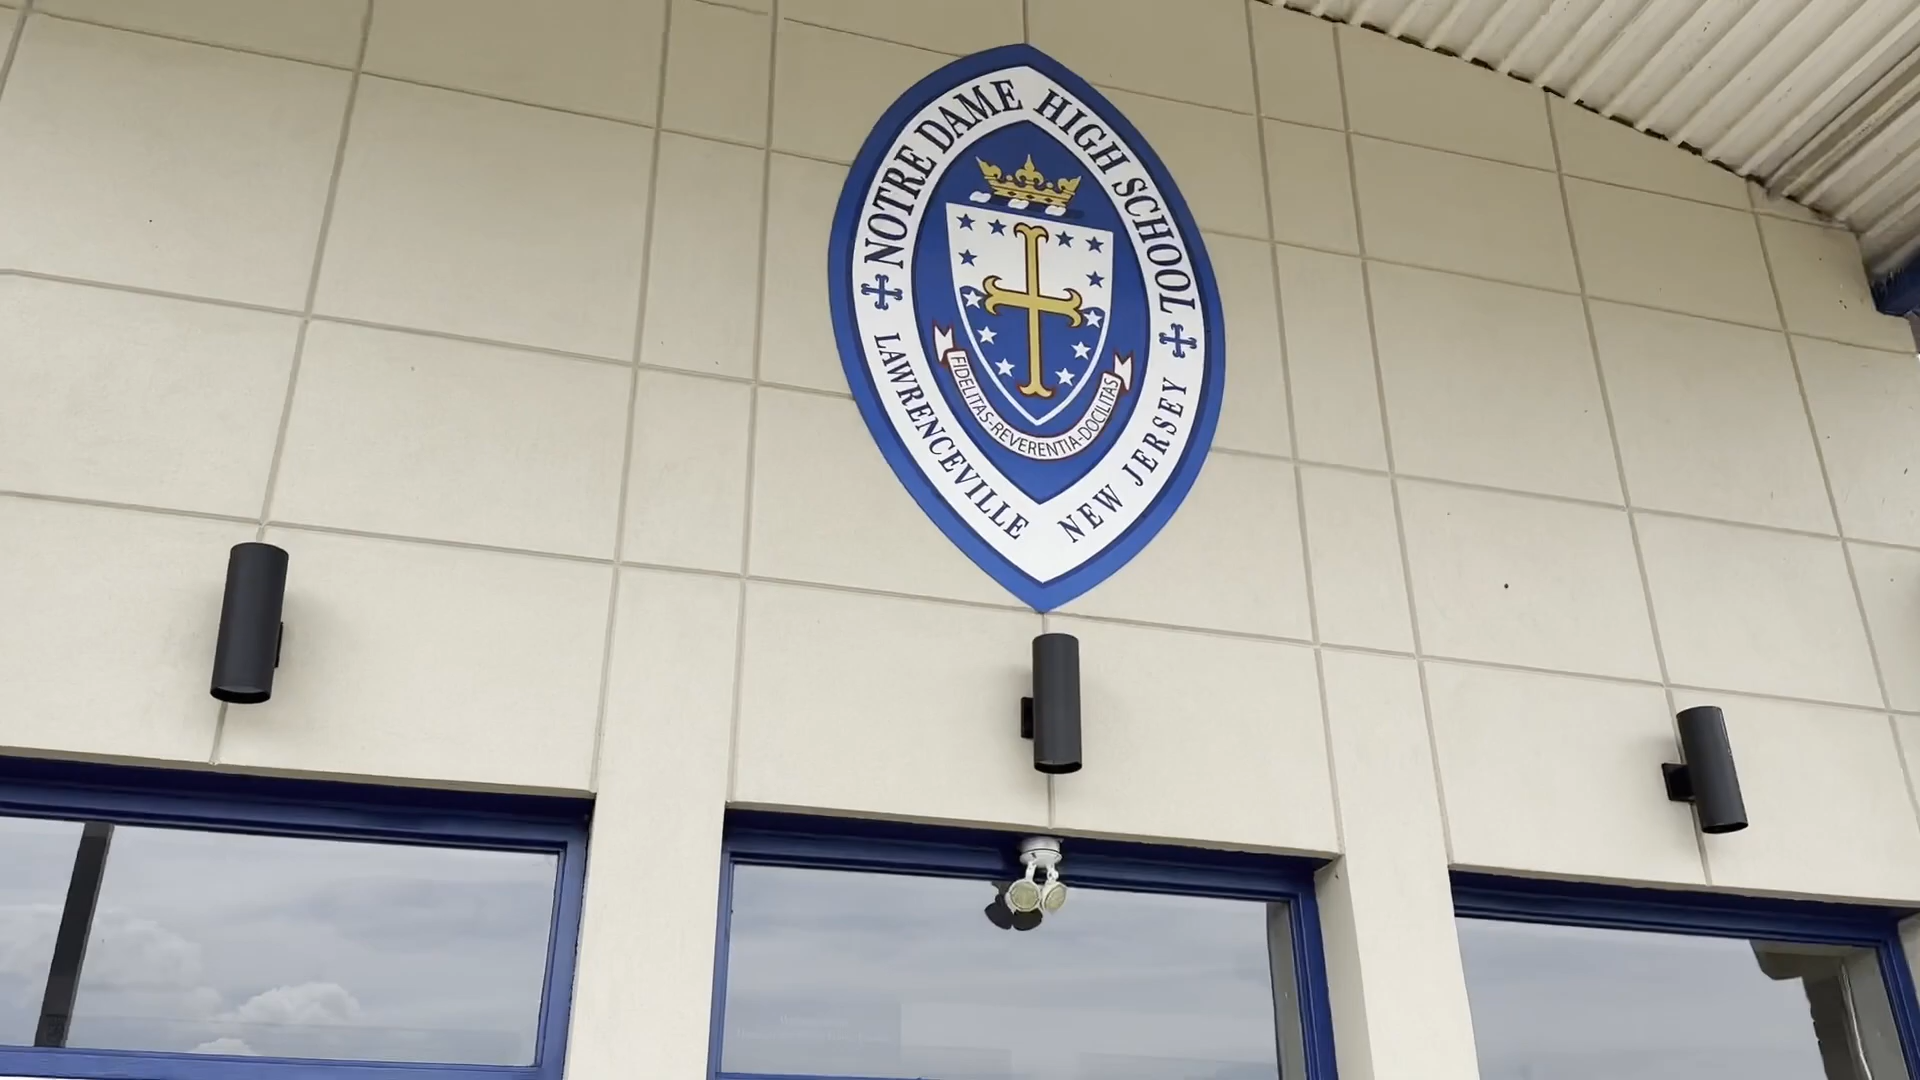 NOTRE DAME HIGH SCHOOL
FIDELITAS-REVERENTIA-DOCILITAS
LAWRENCEVILLE NEW JERSEY